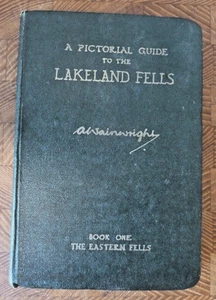 A PICTORIAL GUIDE
TO THE
LAKELAND FELLS
AWainwright
BOOK ONE
THE EASTERN FELLS